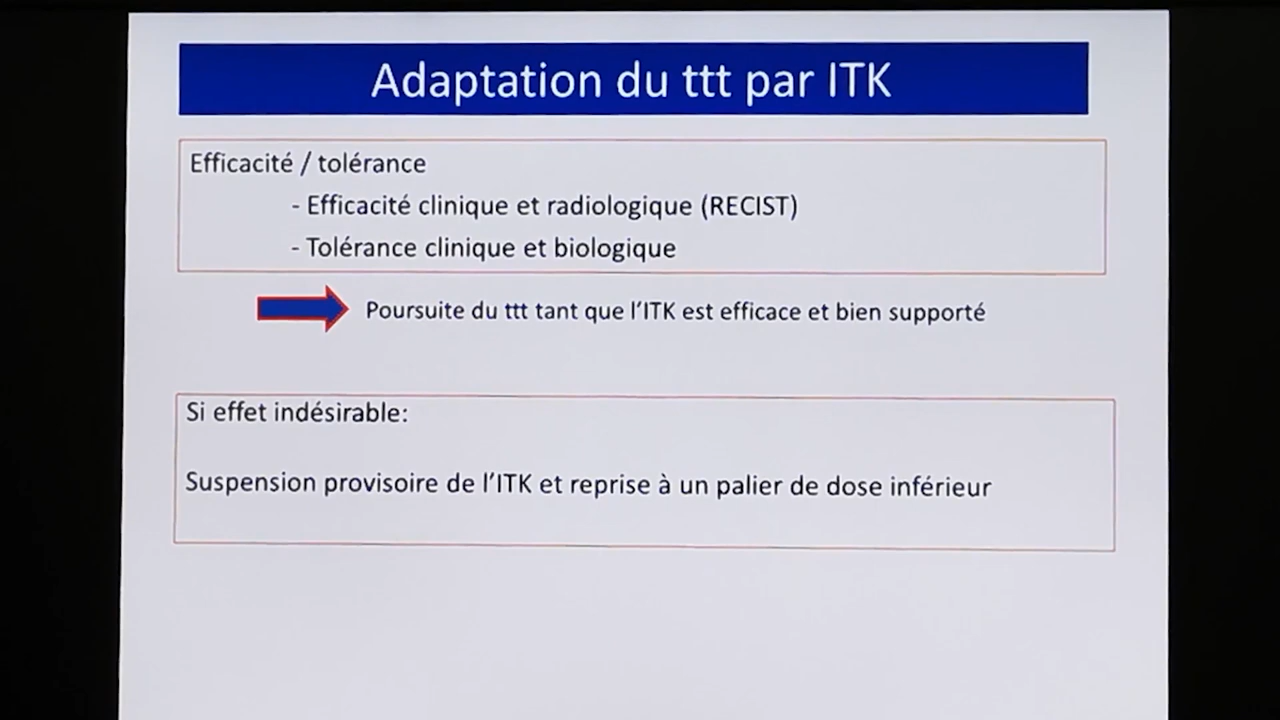 Adaptation du ttt par ITK
Efficacité / tolérance
- Efficacité clinique et radiologique (RECIST)
- Tolérance clinique et biologique
Poursuite du ttt tant que l'ITK est efficace et bien supporté
Si effet indésirable:
Suspension provisoire de l'ITK et reprise à un palier de dose inférieur